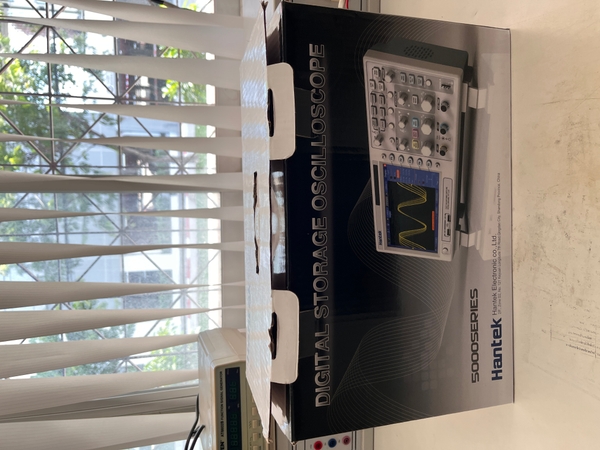 DIGITAL STORAGE OSCILLOSCOPE
5000SERIES
Hantek Hantek Electronic co.,Ltd.